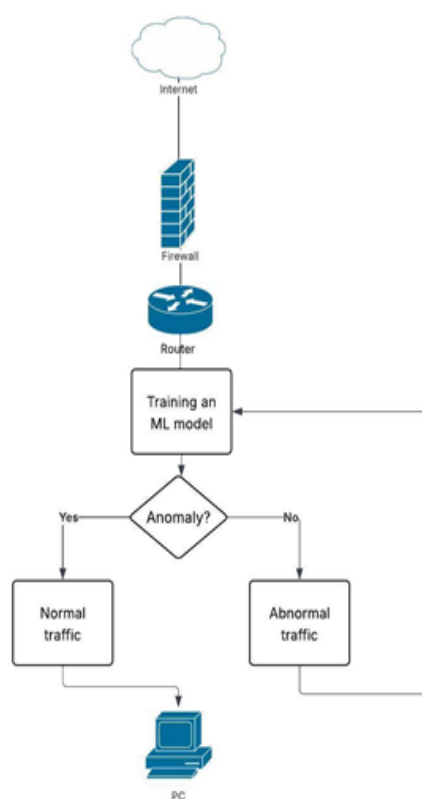 Internet
Firewall
Router
Training an
ML model
Anomaly?
Yes
No
Normal
traffic
Abnormal
traffic
PC